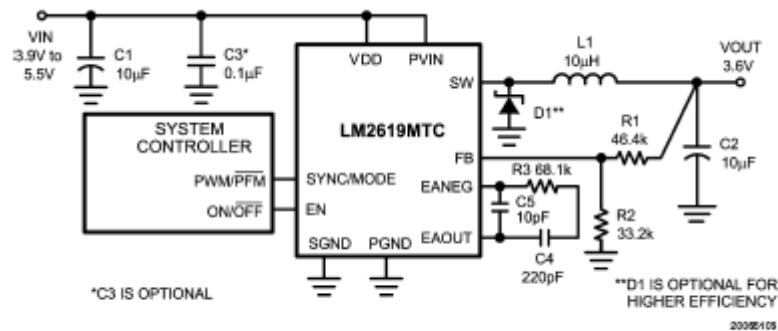 VIN
3.9V to
5.5V
C1
10µF
C3*
0.1µF
VDD
PVIN
SW
L1
10µH
VOUT
3.6V
D1**
R1
46.4k
C2
10µF
SYSTEM
CONTROLLER
PWM/PFM
ON/OFF
LM2619MTC
SYNC/MODE
EN
FB
EANEG
EAOUT
SGND
PGND
R3 68.1k
C5
10pF
C4
220pF
R2
33.2k
*C3 IS OPTIONAL
**D1 IS OPTIONAL FOR
HIGHER EFFICIENCY